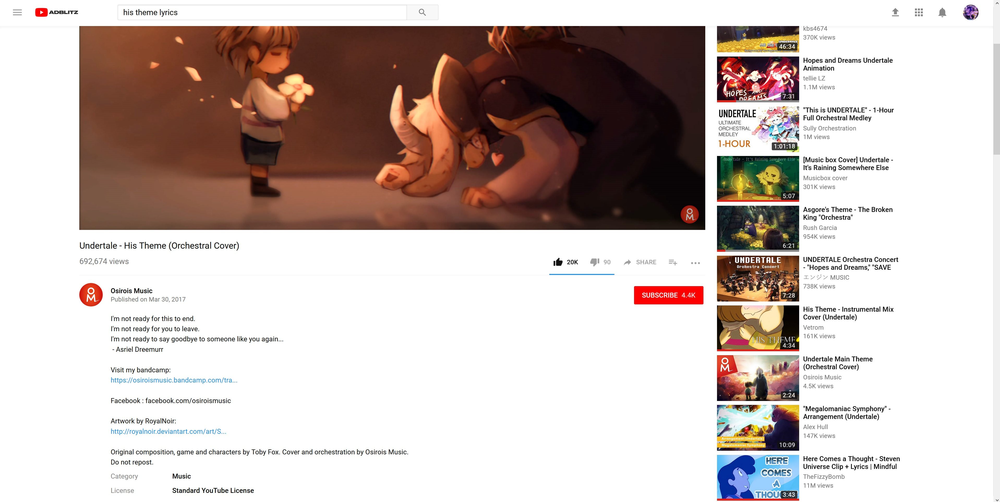 ADBLITZ
his theme lyrics
Undertale - His Theme (Orchestral Cover)
692,674 views
20K
90
SHARE
Osirois Music
Published on Mar 30, 2017
SUBSCRIBE 4.4K
I'm not ready for this to end.
I'm not ready for you to leave.
I'm not ready to say goodbye to someone like you again...
- Asriel Dreemurr
Visit my bandcamp:
https://osiroismusic.bandcamp.com/tra...
Facebook : facebook.com/osiroismusic
Artwork by RoyalNoir:
http://royalnoir.deviantart.com/art/S...
Original composition, game and characters by Toby Fox. Cover and orchestration by Osirois Music.
Do not repost.
Category Music
License Standard YouTube License
UNDERTALE
46:34
kbs4674
370K views
HOPES AND
DREAMS
7:31
Hopes and Dreams Undertale
Animation
tellie LZ
1.1M views
UNDERTALE
ULTIMATE
ORCHESTRAL
MEDLEY
1-HOUR
1:01:18
"This is UNDERTALE" - 1-Hour
Full Orchestral Medley
Sully Orchestration
1M views
Undertale - It's Raining Somewhere Else
5:07
[Music box Cover] Undertale -
It's Raining Somewhere Else
Musicbox cover
301K views
6:21
Asgore's Theme - The Broken
King "Orchestra"
Rush Garcia
954K views
UNDERTALE
Orchestra Concert
7:28
UNDERTALE Orchestra Concert
- "Hopes and Dreams," "SAVE
エンジン MUSIC
738K views
HIS THEME
4:34
His Theme - Instrumental Mix
Cover (Undertale)
Vetrom
161K views
2:24
Undertale Main Theme
(Orchestral Cover)
Osirois Music
4.5K views
Arrangement (Undertale)
Megalomaniac Symphony
10:09
"Megalomaniac Symphony" -
Arrangement (Undertale)
Alex Hull
147K views
HERE
COMES
A
THOU
3:43
Here Comes a Thought - Steven
Universe Clip + Lyrics | Mindful
TheFizzyBomb
11M views